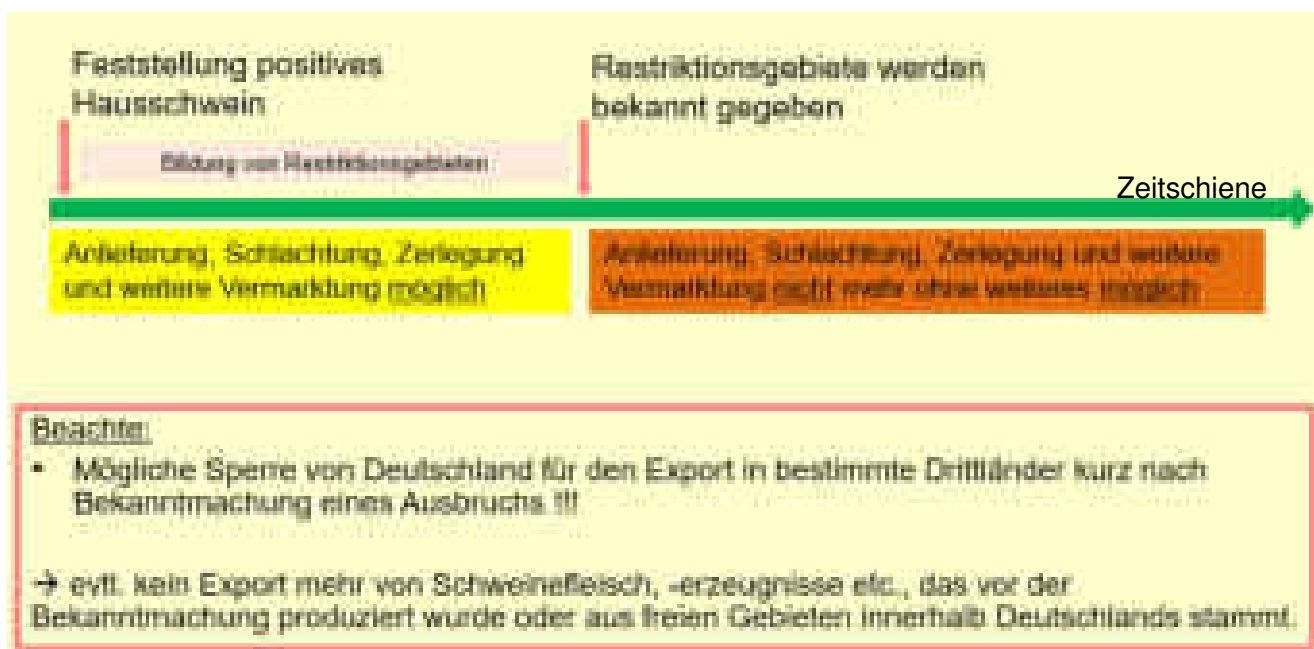 Feststellung positives
Hausschwein
Restriktionsgebiete werden
bekannt gegeben
Bildung von Restriktionsgebieten
Zeitschiene
Anlieferung, Schlachtung, Zerlegung
und weitere Vermarktung möglich
Anlieferung, Schlachtung, Zerlegung und weitere
Vermarktung nicht mehr ohne weiteres möglich
Beachte:
• Mögliche Sperre von Deutschland für den Export in bestimmte Drittländer kurz nach
Bekanntmachung eines Ausbruchs !!!
→ evtl. kein Export mehr von Schweinefleisch, -erzeugnisse etc., das vor der
Bekanntmachung produziert wurde oder aus freien Gebieten innerhalb Deutschlands stammt.